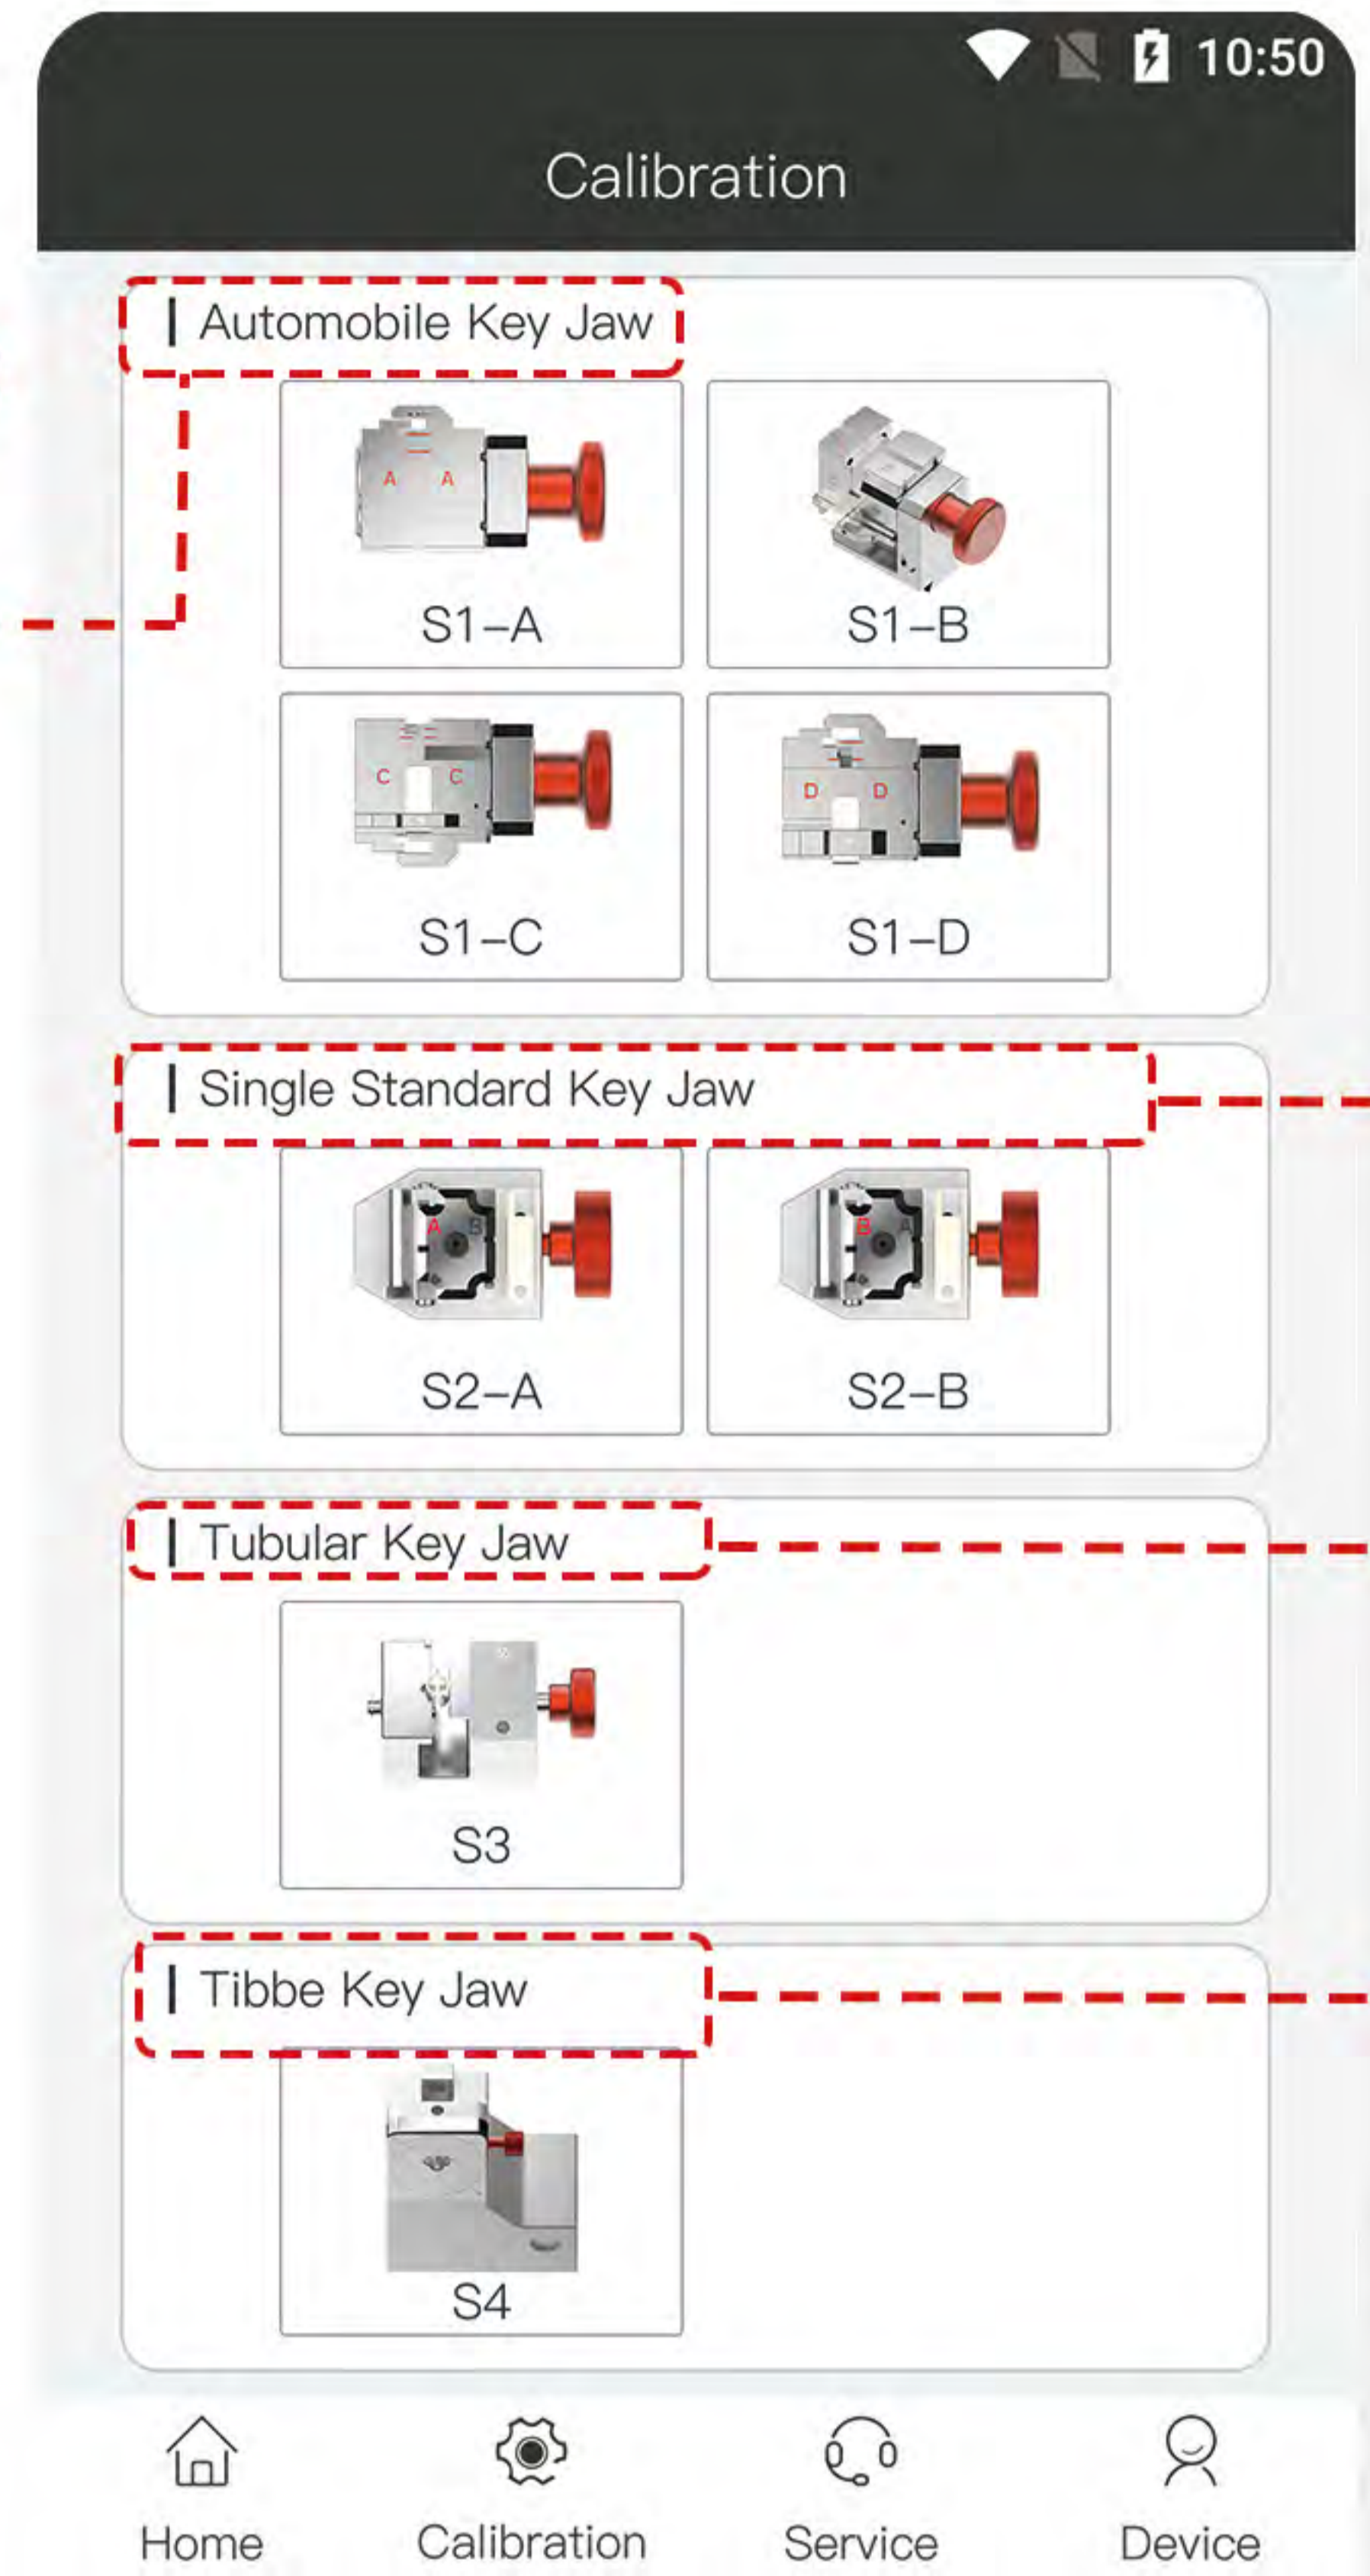 10:50
Calibration
Automobile Key Jaw
A A
S1-A S1-B
C C D D
S1-C S1-D
Single Standard Key Jaw
A B B A
S2-A S2-B
Tubular Key Jaw
S3
Tibbe Key Jaw
S4
Home Calibration Service Device